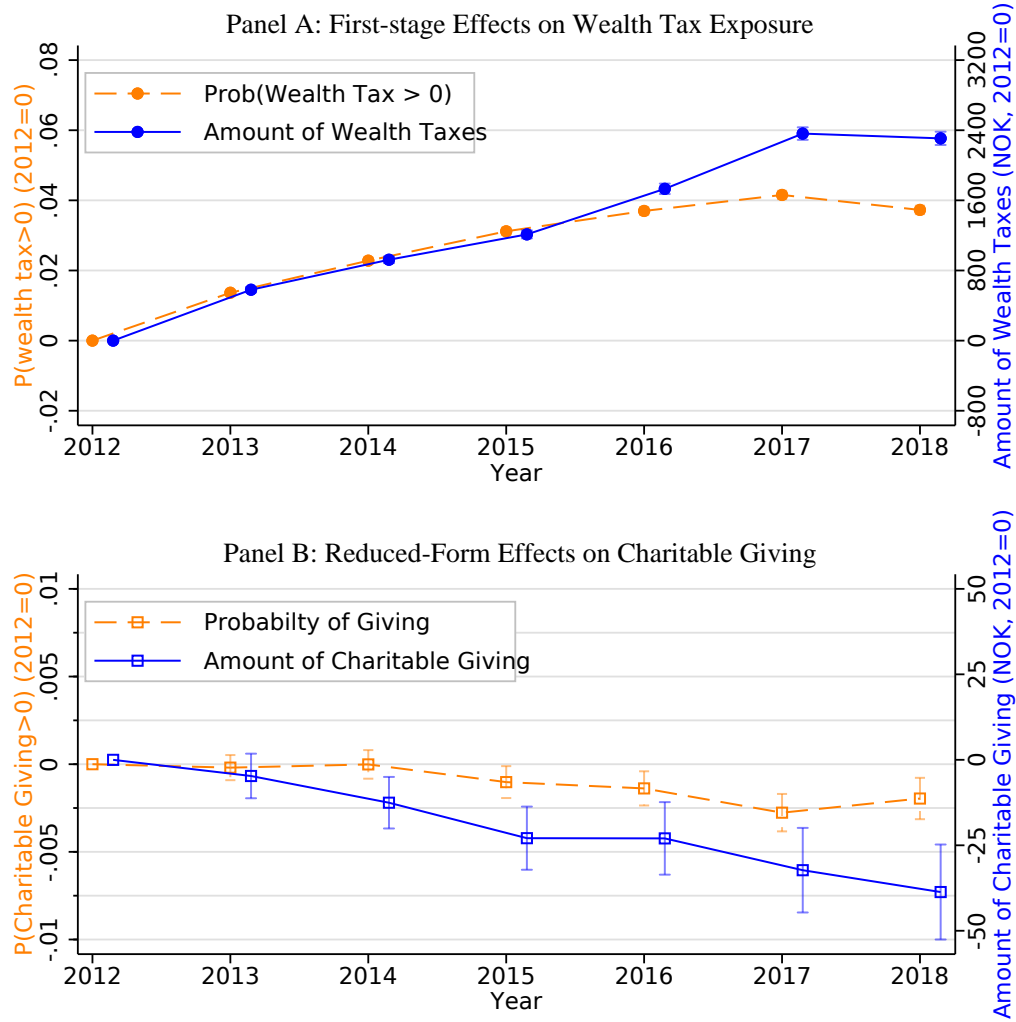 Panel A: First-stage Effects on Wealth Tax Exposure
P(wealth tax>0) (2012=0)
.08
.06
.04
.02
0
-.02
Prob(Wealth Tax > 0)
Amount of Wealth Taxes
3200
2400
1600
800
0
-800
Amount of Wealth Taxes (NOK, 2012=0)
2012 2013 2014 2015 2016 2017 2018
Year
Panel B: Reduced-Form Effects on Charitable Giving
P(Charitable Giving>0) (2012=0)
.01
.005
0
-.005
-.01
Probabilty of Giving
Amount of Charitable Giving
50
25
0
-25
-50
Amount of Charitable Giving (NOK, 2012=0)
2012 2013 2014 2015 2016 2017 2018
Year